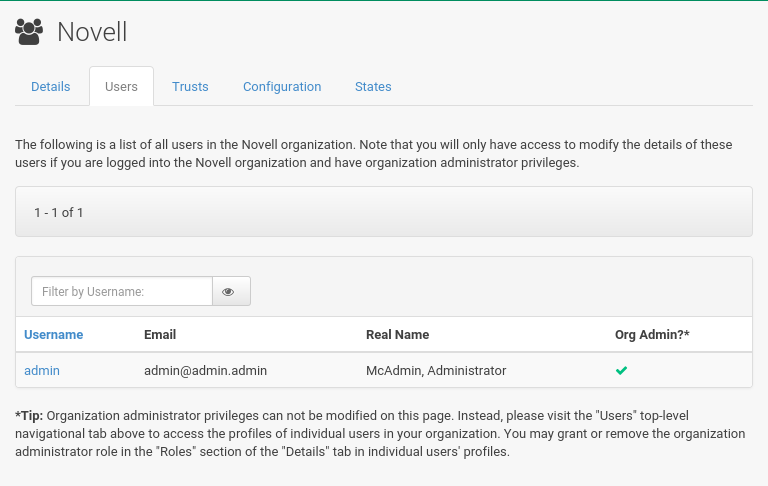 Novell
Details Users Trusts Configuration States
The following is a list of all users in the Novell organization. Note that you will only have access to modify the details of these
users if you are logged into the Novell organization and have organization administrator privileges.
1 - 1 of 1
Filter by Username:
Username Email Real Name Org Admin?*
admin admin@admin.admin McAdmin, Administrator
*Tip: Organization administrator privileges can not be modified on this page. Instead, please visit the "Users" top-level
navigational tab above to access the profiles of individual users in your organization. You may grant or remove the organization
administrator role in the "Roles" section of the "Details" tab in individual users' profiles.